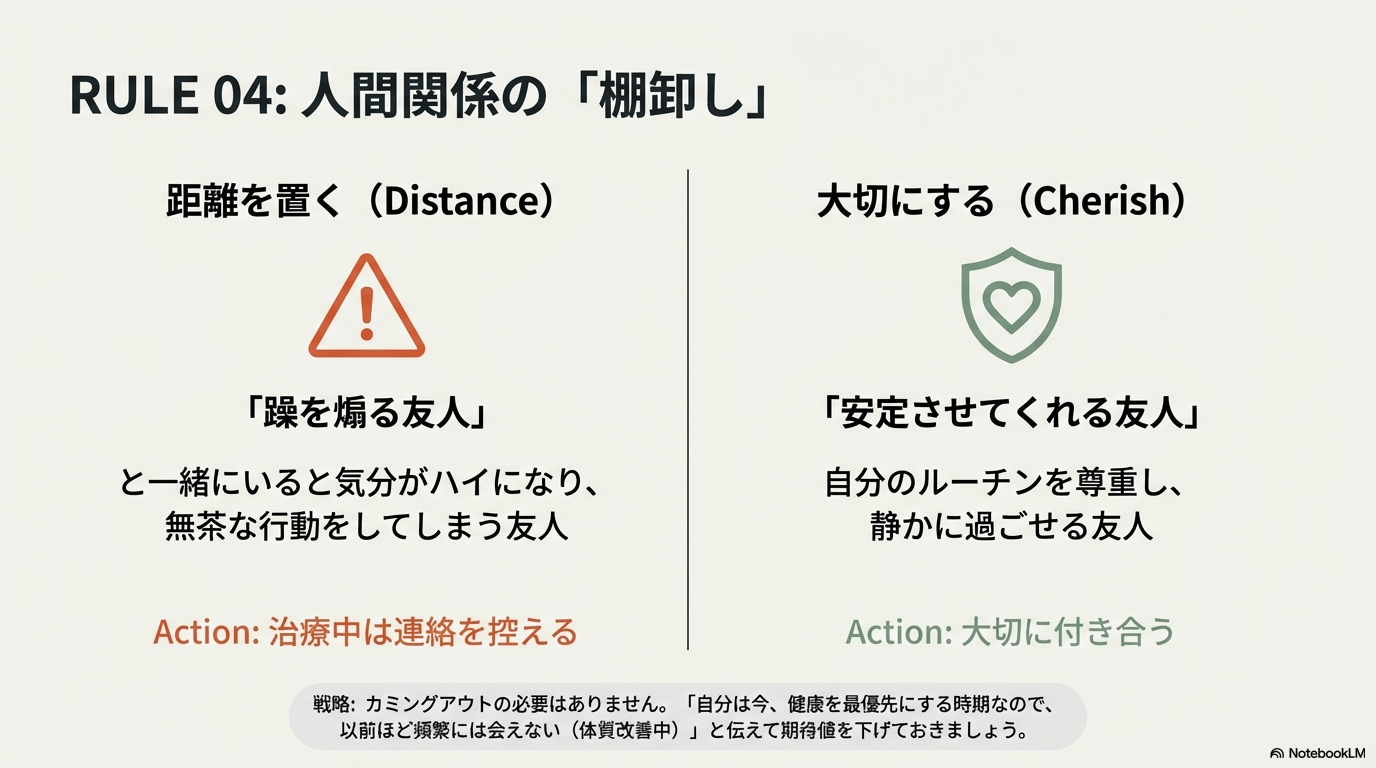 RULE 04: 人間関係の「棚卸し」
距離を置く（Distance）
「躁を煽る友人」
と一緒にいると気分がハイになり、
無茶な行動をしてしまう友人
Action: 治療中は連絡を控える
大切にする（Cherish）
「安定させてくれる友人」
自分のルーチンを尊重し、
静かに過ごせる友人
Action: 大切に付き合う
戦略: カミングアウトの必要はありません。「自分は今、健康を最優先にする時期なので、
以前ほど頻繁には会えない（体質改善中）」と伝えて期待値を下げておきましょう。
NotebookLM